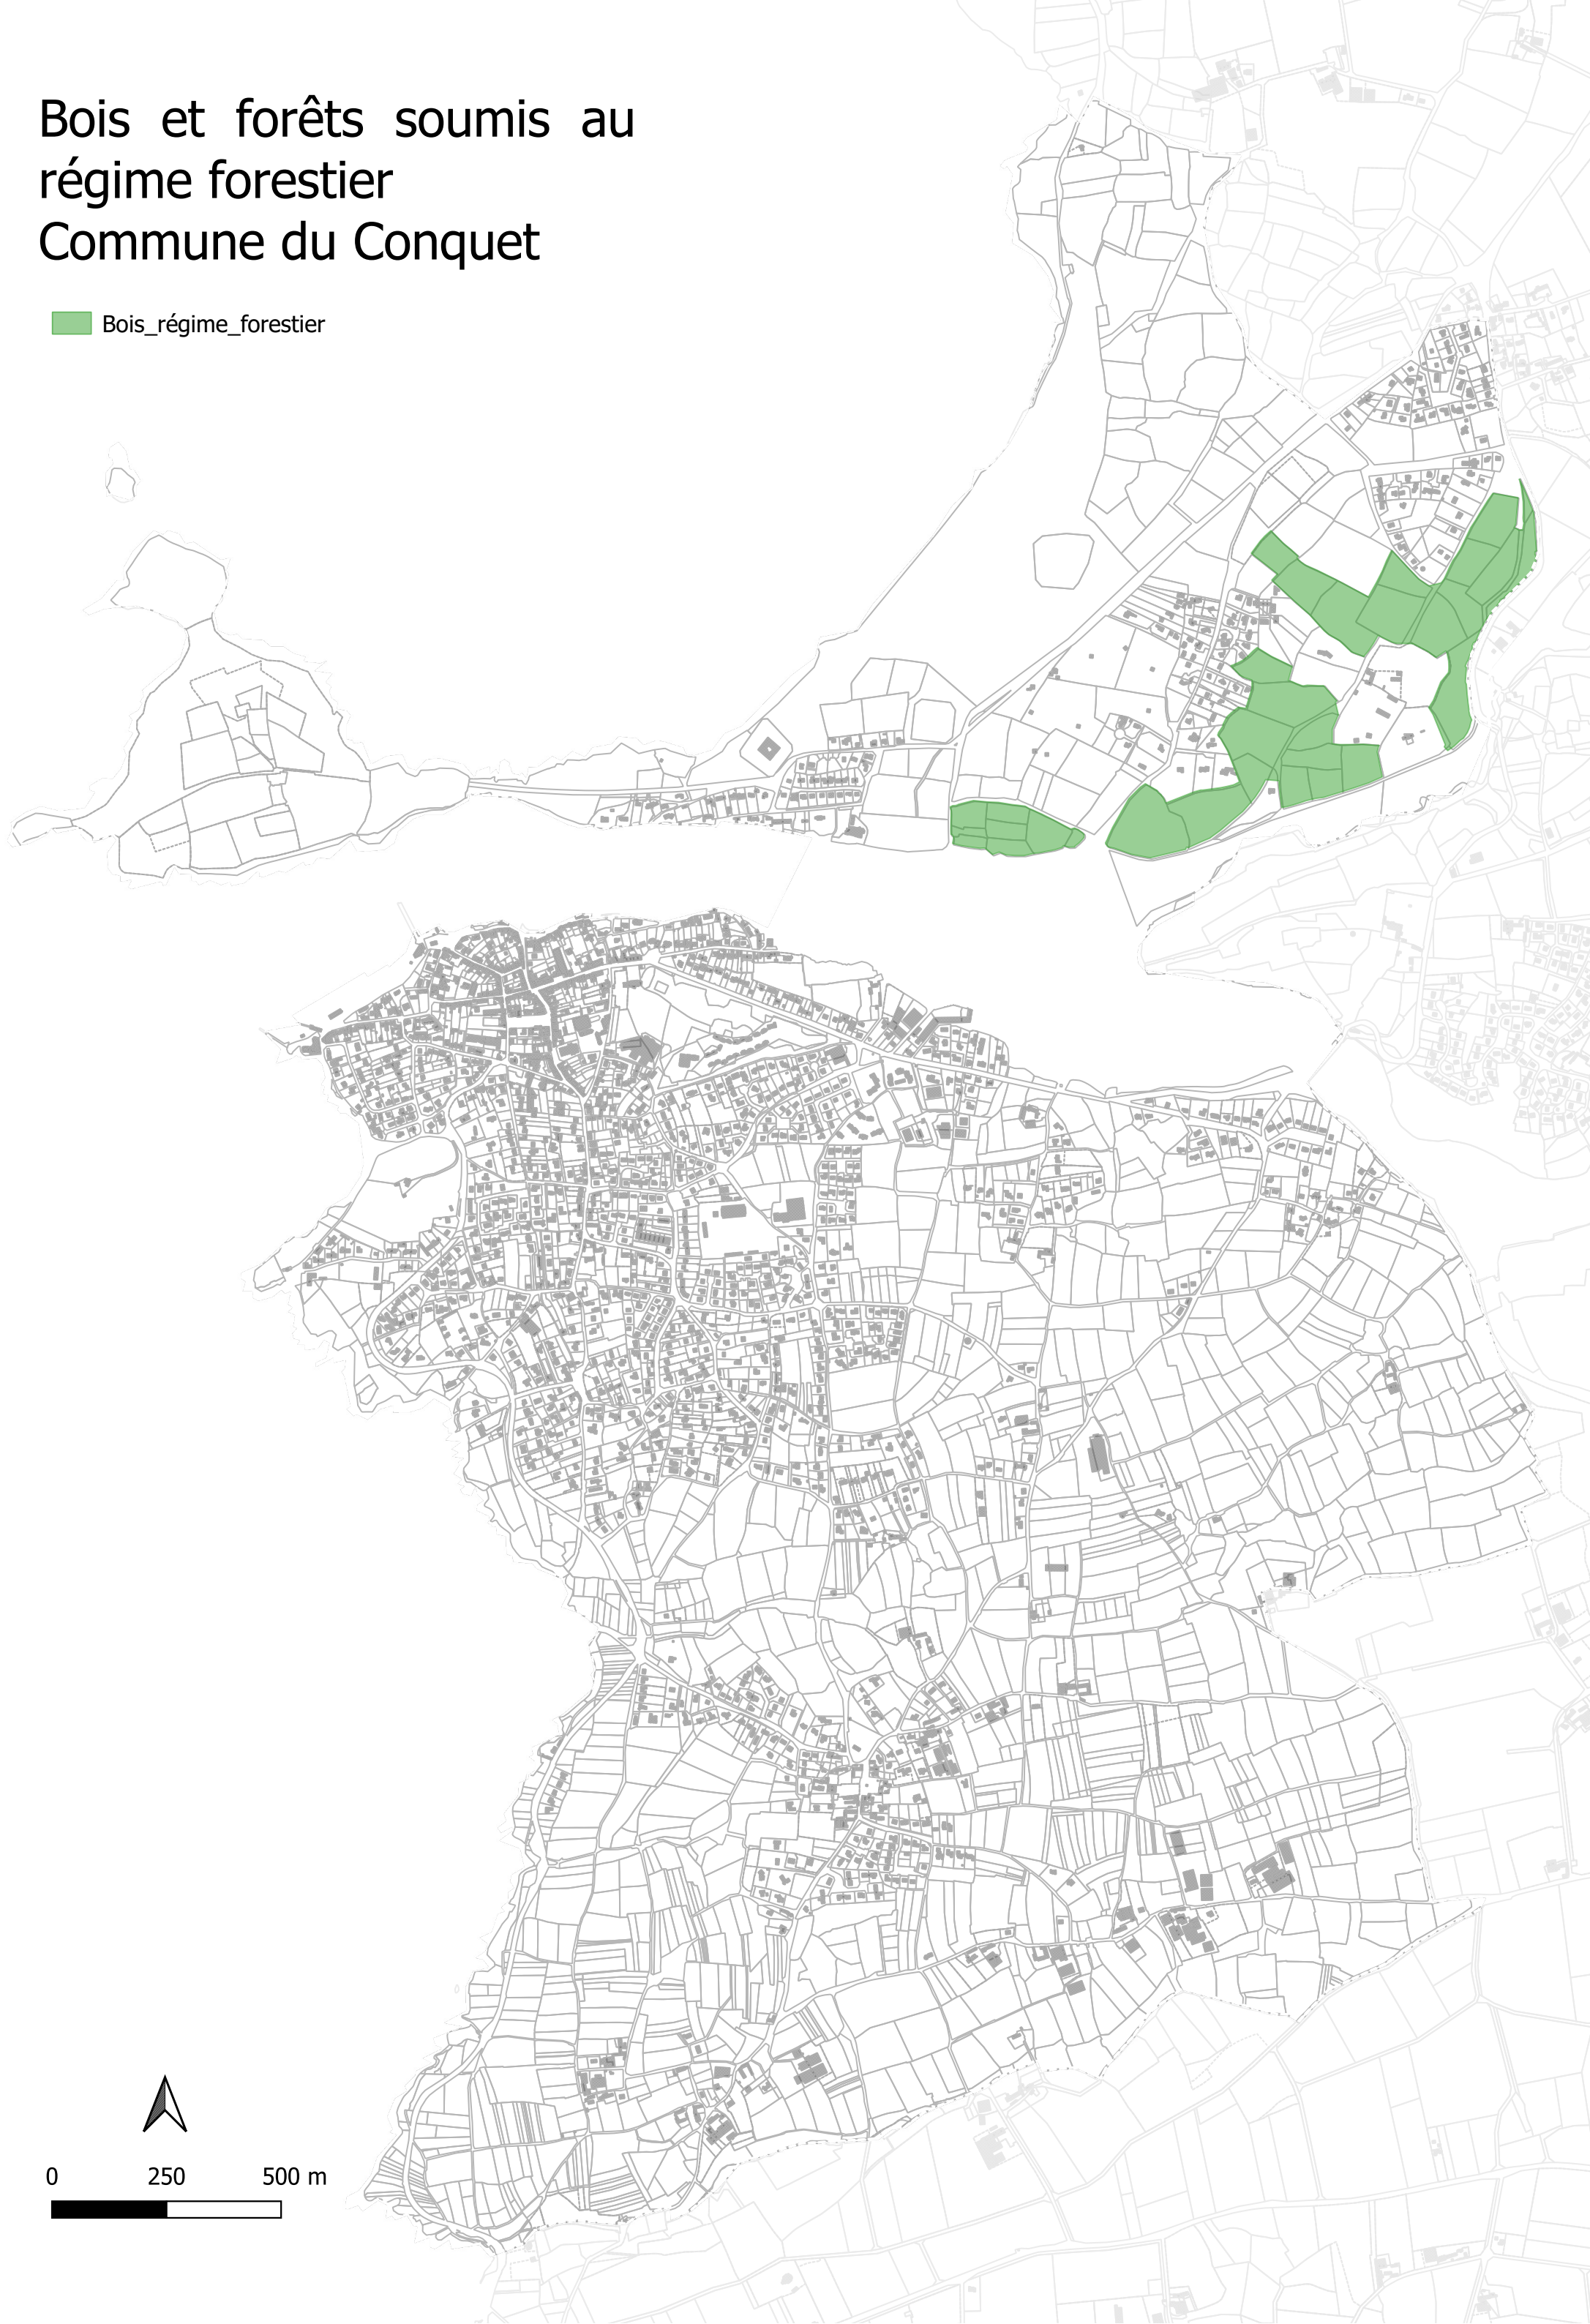 Bois et forêts soumis au
régime forestier
Commune du Conquet
Bois_régime_forestier
0 250 500 m